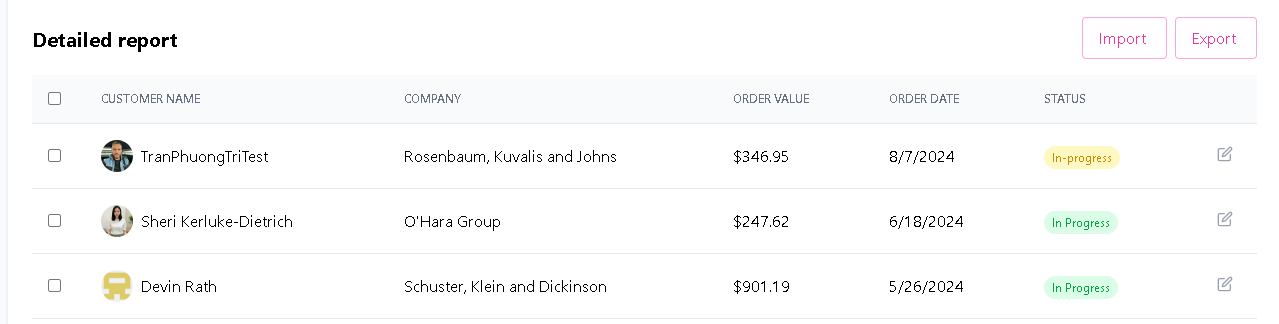 Detailed report
Import Export
CUSTOMER NAME COMPANY ORDER VALUE ORDER DATE STATUS
TranPhuongTriTest Rosenbaum, Kuvalis and Johns $346.95 8/7/2024 In-progress
Sheri Kerluke-Dietrich O'Hara Group $247.62 6/18/2024 In Progress
Devin Rath Schuster, Klein and Dickinson $901.19 5/26/2024 In Progress